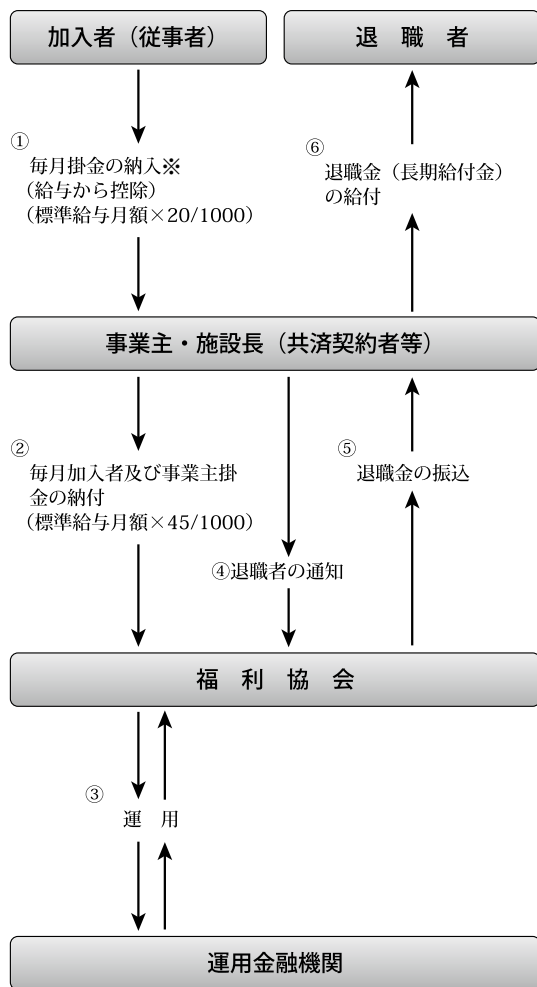 加入者（従事者）
退　職　者
①
毎月掛金の納入※
（給与から控除）
（標準給与月額×20/1000）
⑥
退職金（長期給付金）
の給付
事業主・施設長（共済契約者等）
②
毎月加入者及び事業主掛
金の納付
（標準給与月額×45/1000）
⑤
退職金の振込
④退職者の通知
福　利　協　会
③
運　用
運用金融機関